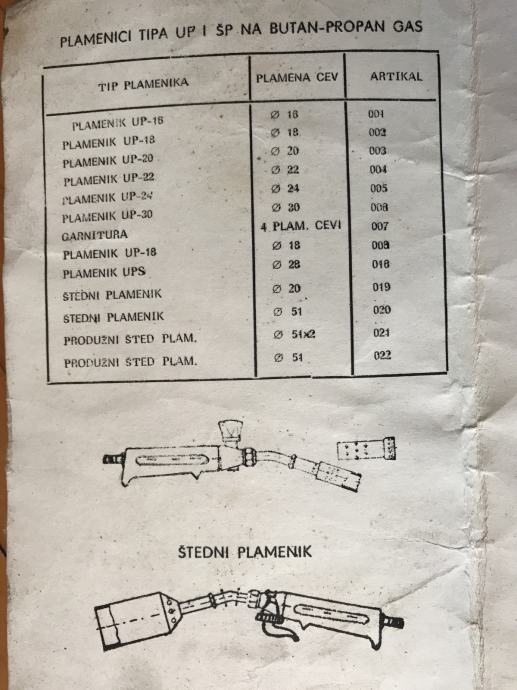 PLAMENICI TIPA UP I ŠP NA BUTAN-PROPAN GAS
TIP PLAMENIKA PLAMENA CEV ARTIKAL
PLAMENIK UP-16 Ø 16 001
PLAMENIK UP-18 Ø 18 002
PLAMENIK UP-20 Ø 20 003
PLAMENIK UP-22 Ø 22 004
PLAMENIK UP-24 Ø 24 005
PLAMENIK UP-30 Ø 30 006
GARNITURA 4 PLAM. CEVI 007
PLAMENIK UP-18 Ø 18 008
PLAMENIK UPS Ø 28 018
ŠTEDNI PLAMENIK Ø 20 019
ŠTEDNI PLAMENIK Ø 51 020
PRODUŽNI ŠTED PLAM. Ø 51x2 021
PRODUŽNI ŠTED PLAM. Ø 51 022
ŠTEDNI PLAMENIK